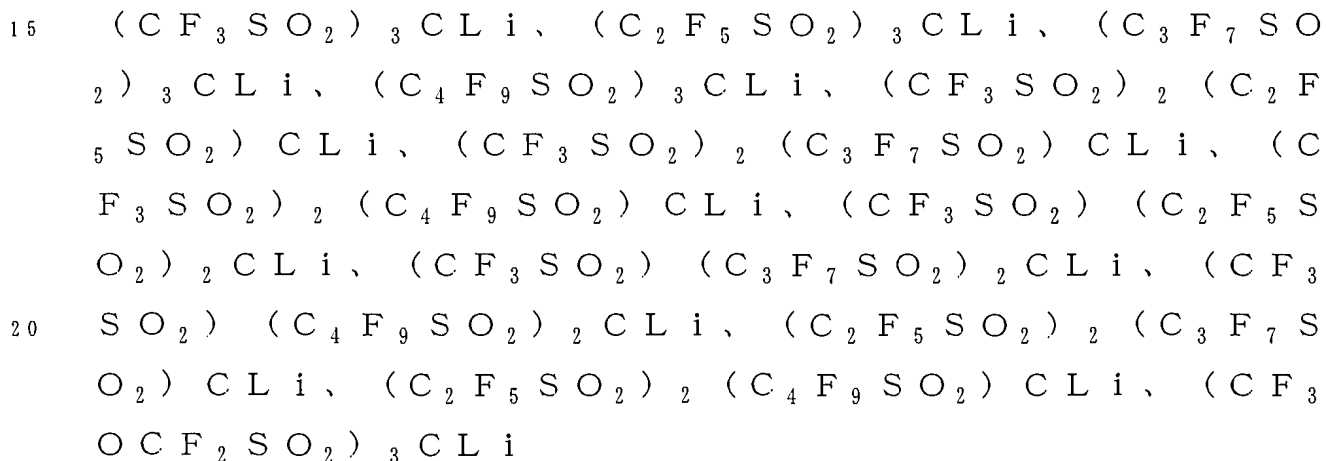 15 (CF₃SO₂)₃CLi、(C₂F₅SO₂)₃CLi、(C₃F₇SO
₂)₃CLi、(C₄F₉SO₂)₃CLi、(CF₃SO₂)₂(C₂F
₅SO₂)CLi、(CF₃SO₂)₂(C₃F₇SO₂)CLi、(C
F₃SO₂)₂(C₄F₉SO₂)CLi、(CF₃SO₂)(C₂F₅S
O₂)₂CLi、(CF₃SO₂)(C₃F₇SO₂)₂CLi、(CF₃
20 SO₂)(C₄F₉SO₂)₂CLi、(C₂F₅SO₂)₂(C₃F₇S
O₂)CLi、(C₂F₅SO₂)₂(C₄F₉SO₂)CLi、(CF₃
OCF₂SO₂)₃CLi